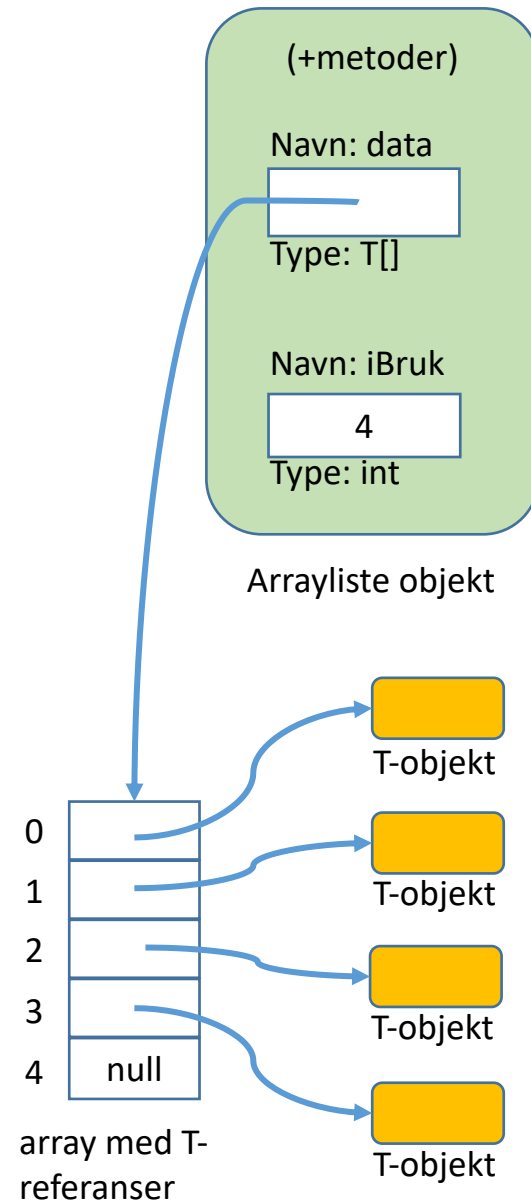 (+metoder)
Navn: data
Type: T[]
Navn: iBruk
4
Type: int
Arrayliste objekt
T-objekt
0
1
T-objekt
2
3
T-objekt
4
null
T-objekt
array med T-
referanser